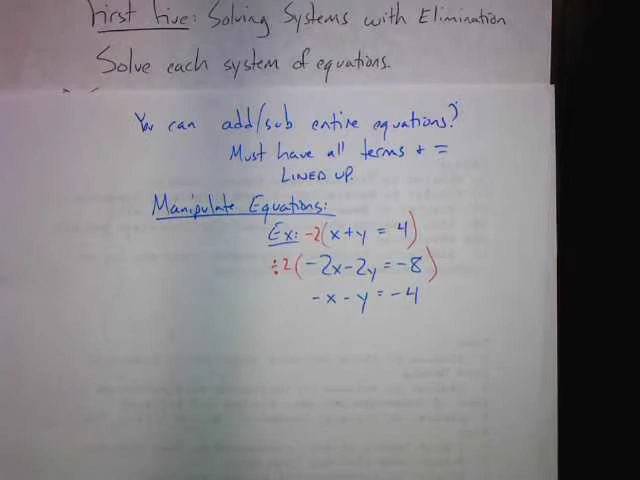 First Five: Solving Systems with Elimination
Solve each system of equations.
You can add/sub entire equations?
Must have all terms + =
LINED UP.
Manipulate Equations:
Ex: -2(x+y = 4)
÷2(-2x-2y=-8)
-x-y=-4